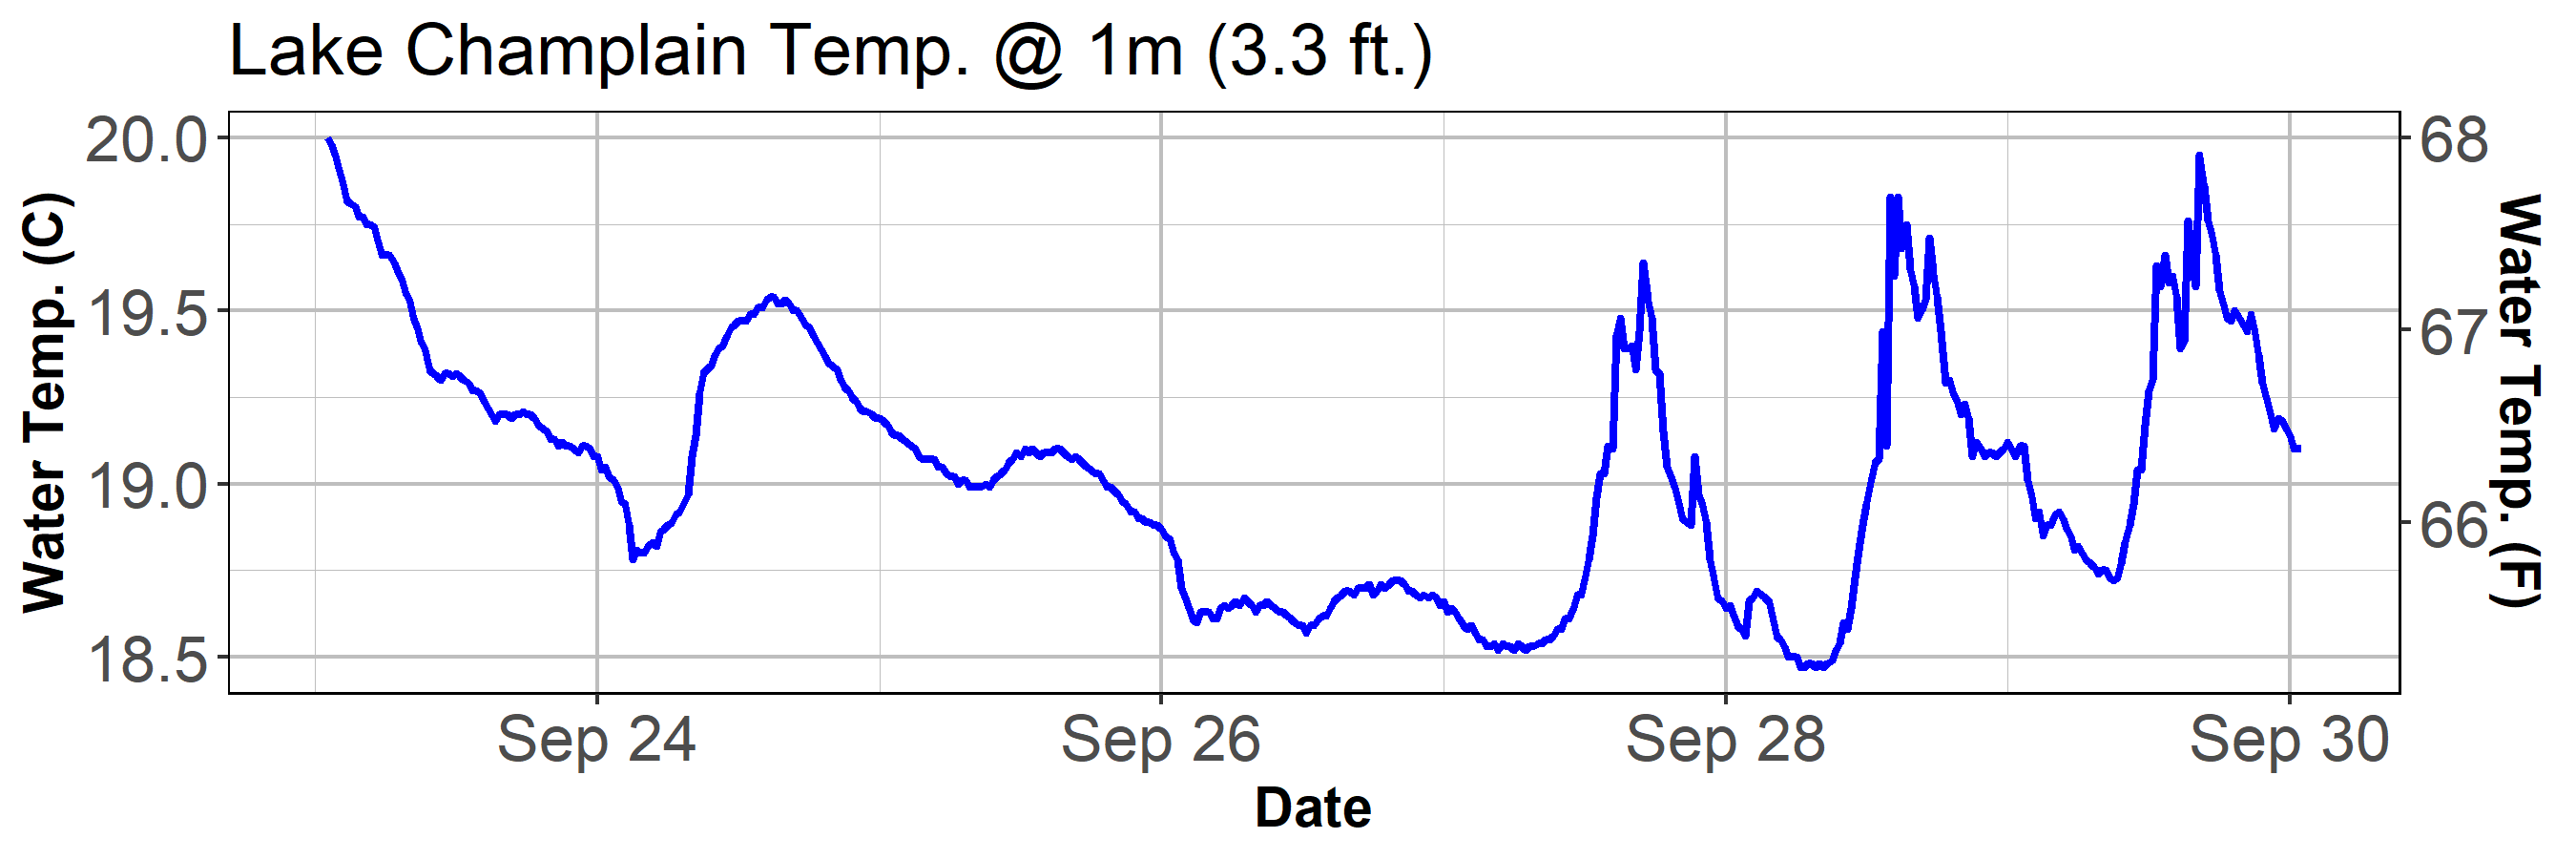 Lake Champlain Temp. @ 1m (3.3 ft.)
Water Temp. (C)
20.0
19.5
19.0
18.5
68
67
66
Water Temp. (F)
Sep 24
Sep 26
Sep 28
Sep 30
Date